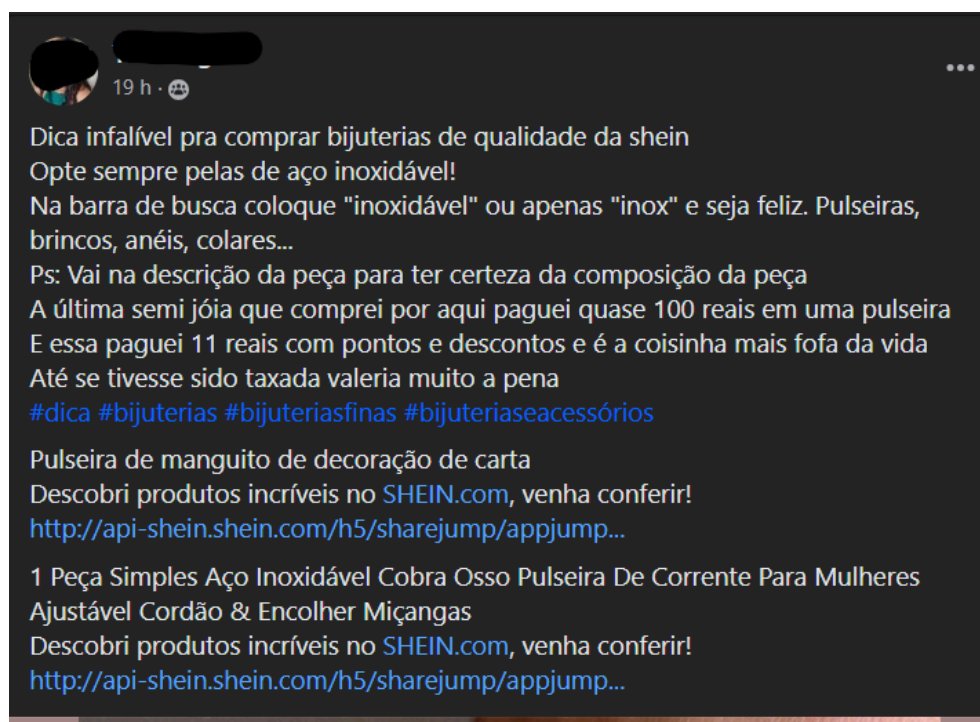 19 h ·
Dica infalível pra comprar bijuterias de qualidade da shein
Opte sempre pelas de aço inoxidável!
Na barra de busca coloque "inoxidável" ou apenas "inox" e seja feliz. Pulseiras,
brincos, anéis, colares...
Ps: Vai na descrição da peça para ter certeza da composição da peça
A última semi jóia que comprei por aqui paguei quase 100 reais em uma pulseira
E essa paguei 11 reais com pontos e descontos e é a coisinha mais fofa da vida
Até se tivesse sido taxada valeria muito a pena
#dica #bijuterias #bijuteriasfinas #bijuteriaseacessórios
Pulseira de manguito de decoração de carta
Descobri produtos incríveis no SHEIN.com, venha conferir!
http://api-shein.shein.com/h5/sharejump/appjump...
1 Peça Simples Aço Inoxidável Cobra Osso Pulseira De Corrente Para Mulheres
Ajustável Cordão & Encolher Miçangas
Descobri produtos incríveis no SHEIN.com, venha conferir!
http://api-shein.shein.com/h5/sharejump/appjump...